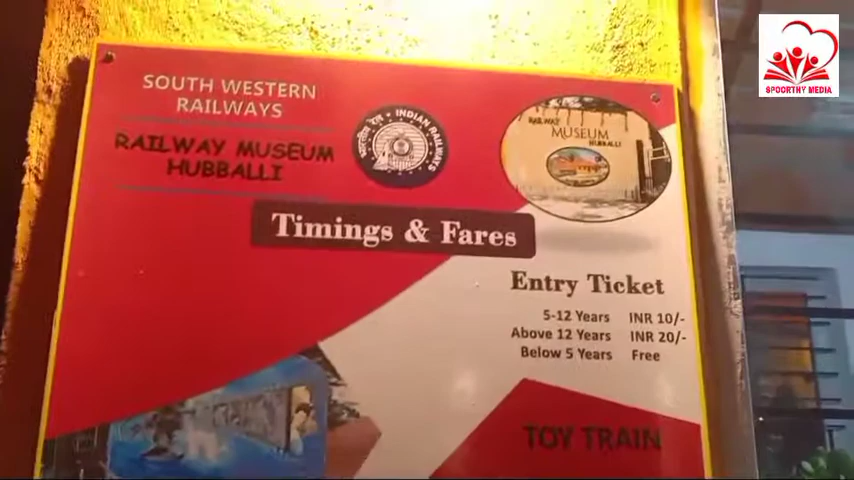 SPOORTHY MEDIA
SOUTH WESTERN
RAILWAYS
RAILWAY MUSEUM
HUBBALLI
भारतीय रेल INDIAN RAILWAYS
RAILWAY
MUSEUM
HUBBALLI
Timings & Fares
Entry Ticket
5-12 Years INR 10/-
Above 12 Years INR 20/-
Below 5 Years Free
TOY TRAIN